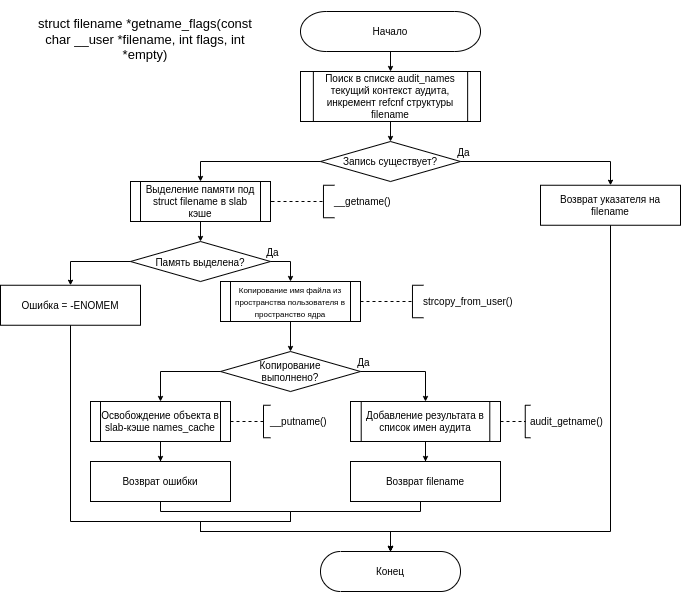 struct filename *getname_flags(const
char __user *filename, int flags, int
*empty)
Начало
Поиск в списке audit_names
текущий контекст аудита,
инкремент refcnf структуры
filename
Запись существует?
Да
Выделение памяти под
struct filename в slab
кэше
__getname()
Возврат указателя на
filename
Память выделена?
Да
Ошибка = -ENOMEM
Копирование имя файла из
пространства пользователя в
пространство ядра
strcopy_from_user()
Копирование
выполнено?
Да
Освобождение объекта в
slab-кэше names_cache
__putname()
Добавление результата в
список имен аудита
audit_getname()
Возврат ошибки
Возврат filename
Конец